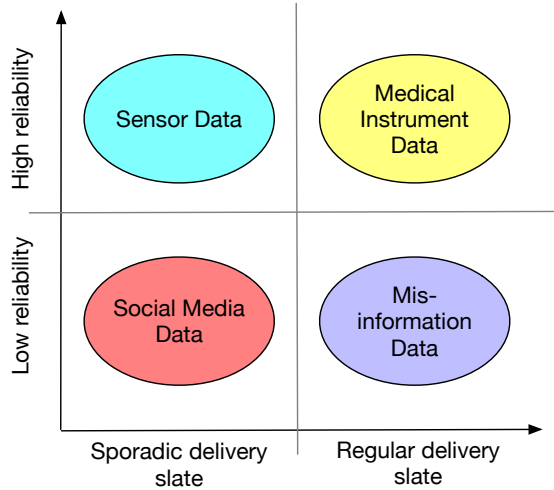 High reliability
Sensor Data
Medical
Instrument
Data
Low reliability
Social Media
Data
Mis-
information
Data
Sporadic delivery
slate
Regular delivery
slate